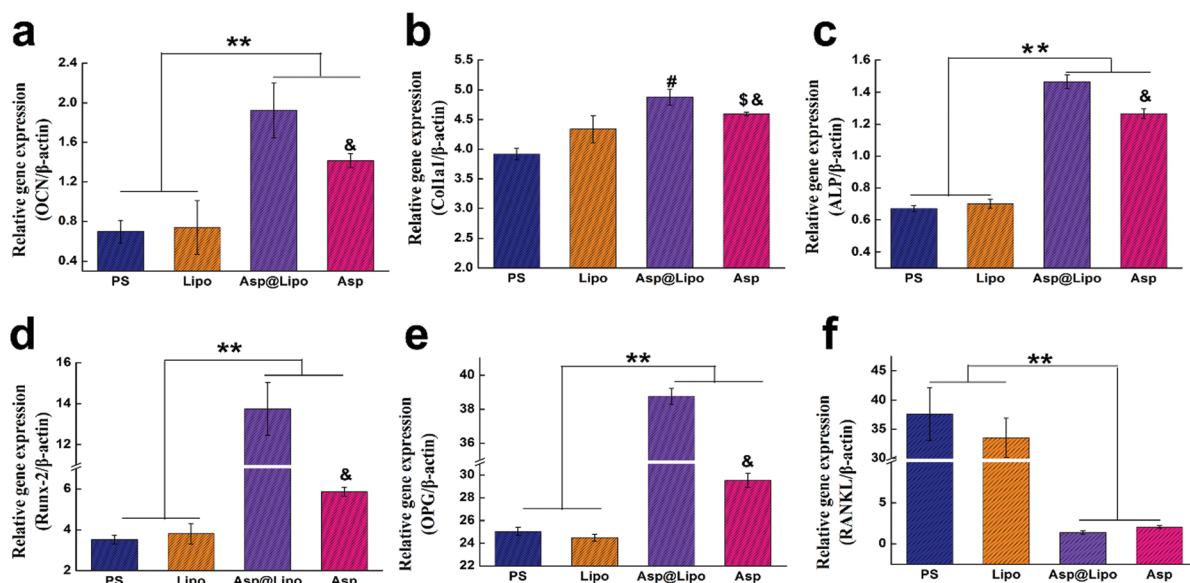 a
**
Relative gene expression
(OCN/β-actin)
2.4
2.0
1.6
1.2
0.8
0.4
&
PS Lipo Asp@Lipo Asp
b
Relative gene expression
(Col1a1/β-actin)
5.5
5.0
4.5
4.0
3.5
3.0
2.5
2.0
#
$ &
PS Lipo Asp@Lipo Asp
c
**
Relative gene expression
(ALP/β-actin)
1.6
1.4
1.2
1.0
0.8
0.6
0.4
&
PS Lipo Asp@Lipo Asp
d
**
Relative gene expression
(Runx-2/β-actin)
16
14
12
10
8
6
4
2
&
PS Lipo Asp@Lipo Asp
e
**
Relative gene expression
(OPG/β-actin)
40
38
36
30
28
26
24
22
&
PS Lipo Asp@Lipo Asp
f
**
Relative gene expression
(RANKL/β-actin)
45
40
35
30
5
0
PS Lipo Asp@Lipo Asp